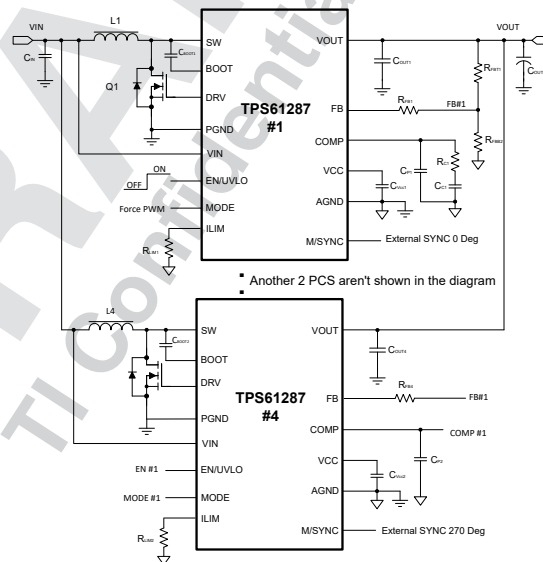 VIN
L1
VOUT
CIN
CBOOT1
SW
BOOT
Q1
DRV
PGND
VIN
ON
OFF
EN/UVLO
Force PWM
MODE
ILIM
RLIM1
TPS61287
#1
VOUT
COUT1
COUT
RFBT1
FB
RFB1
FB#1
RFBB2
COMP
CP1
RC1
CC1
VCC
CVcc1
AGND
M/SYNC
External SYNC 0 Deg
Another 2 PCS aren't shown in the diagram
L4
CBOOT2
SW
BOOT
DRV
PGND
VIN
EN #1
EN/UVLO
MODE #1
MODE
ILIM
RLIM2
TPS61287
#4
VOUT
COUT4
FB
RFB4
FB#1
COMP
COMP #1
CP2
VCC
CVcc2
AGND
M/SYNC
External SYNC 270 Deg
TI Confidential